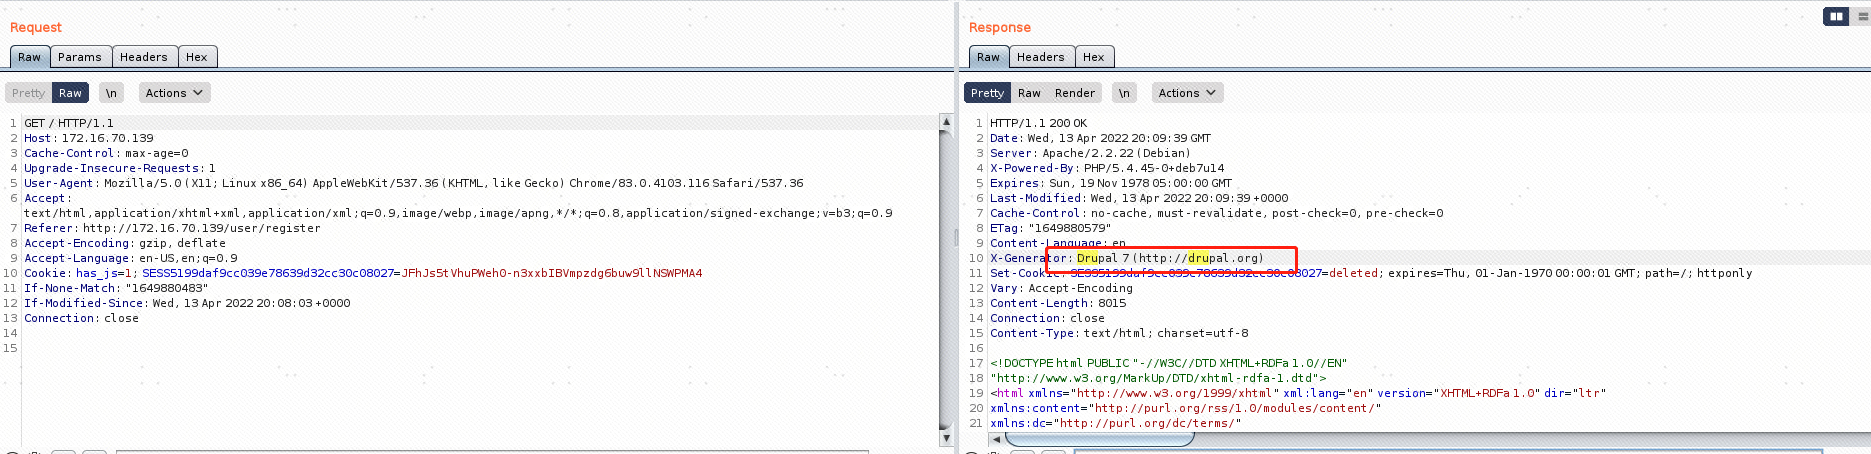 Request
Raw Params Headers Hex
Pretty Raw \n Actions
1 GET / HTTP/1.1
2 Host: 172.16.70.139
3 Cache-Control: max-age=0
4 Upgrade-Insecure-Requests: 1
5 User-Agent: Mozilla/5.0 (X11; Linux x86_64) AppleWebKit/537.36 (KHTML, like Gecko) Chrome/83.0.4103.116 Safari/537.36
6 Accept:
text/html,application/xhtml+xml,application/xml;q=0.9,image/webp,image/apng,*/*;q=0.8,application/signed-exchange;v=b3;q=0.9
7 Referer: http://172.16.70.139/user/register
8 Accept-Encoding: gzip, deflate
9 Accept-Language: en-US,en;q=0.9
10 Cookie: has_js=1; SESS5199daf9cc039e78639d32cc30c08027=JFhJs5tVhuPWeh0-n3xxbIBVmpzdg6buw9llNSWPMA4
11 If-None-Match: "1649880483"
12 If-Modified-Since: Wed, 13 Apr 2022 20:08:03 +0000
13 Connection: close
14
15
Response
Raw Headers Hex
Pretty Raw Render \n Actions
1 HTTP/1.1 200 OK
2 Date: Wed, 13 Apr 2022 20:09:39 GMT
3 Server: Apache/2.2.22 (Debian)
4 X-Powered-By: PHP/5.4.45-0+deb7u14
5 Expires: Sun, 19 Nov 1978 05:00:00 GMT
6 Last-Modified: Wed, 13 Apr 2022 20:09:39 +0000
7 Cache-Control: no-cache, must-revalidate, post-check=0, pre-check=0
8 ETag: "1649880579"
9 Content-Language: en
10 X-Generator: Drupal 7 (http://drupal.org)
11 Set-Cookie: SESS5199daf9cc039e78639d32cc30c08027=deleted; expires=Thu, 01-Jan-1970 00:00:01 GMT; path=/; httponly
12 Vary: Accept-Encoding
13 Content-Length: 8015
14 Connection: close
15 Content-Type: text/html; charset=utf-8
16
17 <!DOCTYPE html PUBLIC "-//W3C//DTD XHTML+RDFa 1.0//EN"
18 "http://www.w3.org/MarkUp/DTD/xhtml-rdfa-1.dtd">
19 <html xmlns="http://www.w3.org/1999/xhtml" xml:lang="en" version="XHTML+RDFa 1.0" dir="ltr"
20 xmlns:content="http://purl.org/rss/1.0/modules/content/"
21 xmlns:dc="http://purl.org/dc/terms/"